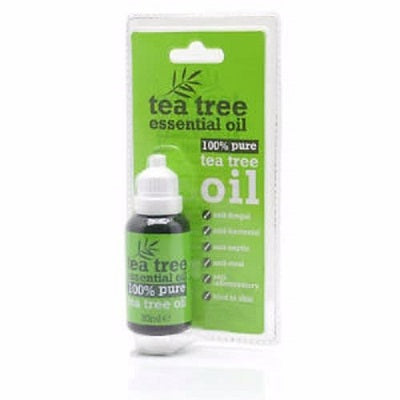 tea tree
essential oil
100% pure
tea tree
oil
anti-fungal
anti-bacterial
anti-septic
anti-viral
anti-
inflammatory
kind to skin
tea tree
essential oil
100% pure
tea tree oil
30ml e